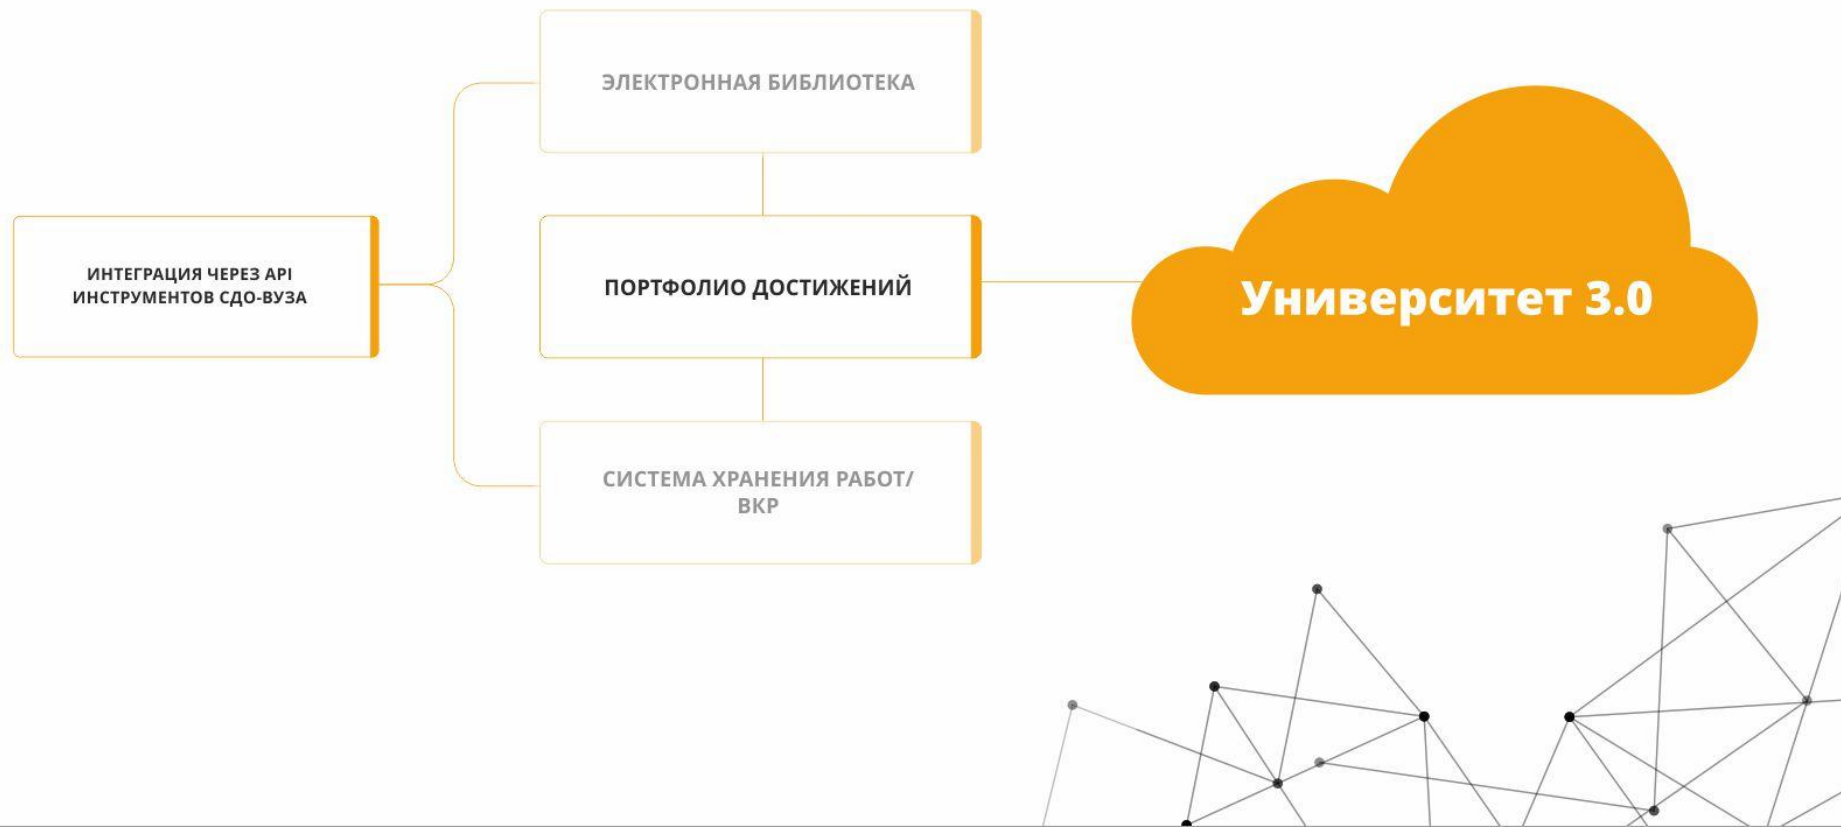 ЭЛЕКТРОННАЯ БИБЛИОТЕКА
ИНТЕГРАЦИЯ ЧЕРЕЗ API
ИНСТРУМЕНТОВ СДО-ВУЗА
ПОРТФОЛИО ДОСТИЖЕНИЙ
Университет 3.0
СИСТЕМА ХРАНЕНИЯ РАБОТ/
ВКР